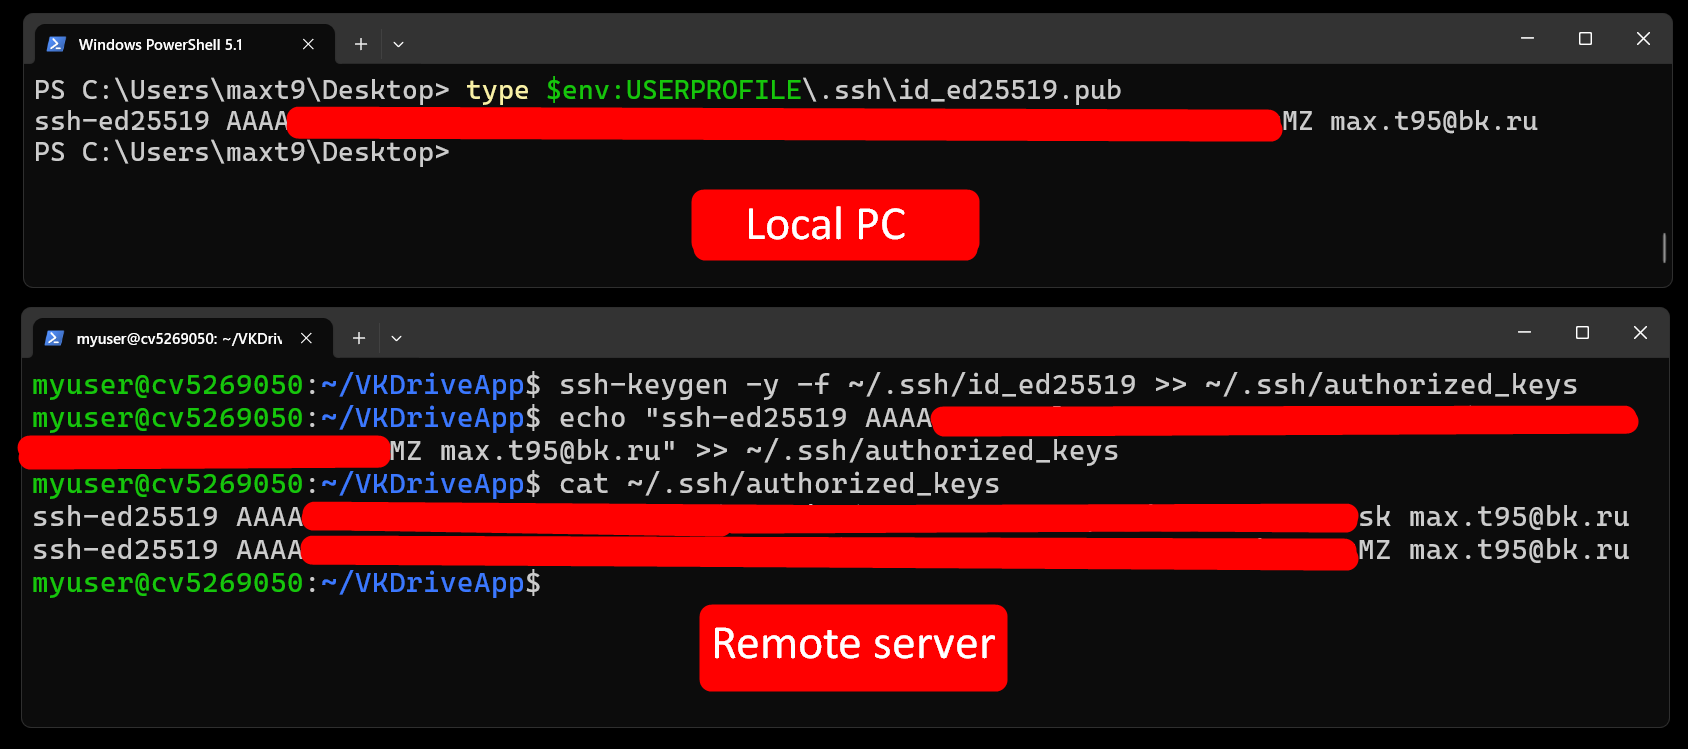 Windows PowerShell 5.1
PS C:\Users\maxt9\Desktop> type $env:USERPROFILE\.ssh\id_ed25519.pub
ssh-ed25519 AAAA MZ max.t95@bk.ru
PS C:\Users\maxt9\Desktop>
Local PC
myuser@cv5269050: ~/VKDriv
myuser@cv5269050:~/VKDriveApp$ ssh-keygen -y -f ~/.ssh/id_ed25519 >> ~/.ssh/authorized_keys
myuser@cv5269050:~/VKDriveApp$ echo "ssh-ed25519 AAAA
MZ max.t95@bk.ru" >> ~/.ssh/authorized_keys
myuser@cv5269050:~/VKDriveApp$ cat ~/.ssh/authorized_keys
ssh-ed25519 AAAA sk max.t95@bk.ru
ssh-ed25519 AAAA MZ max.t95@bk.ru
myuser@cv5269050:~/VKDriveApp$
Remote server